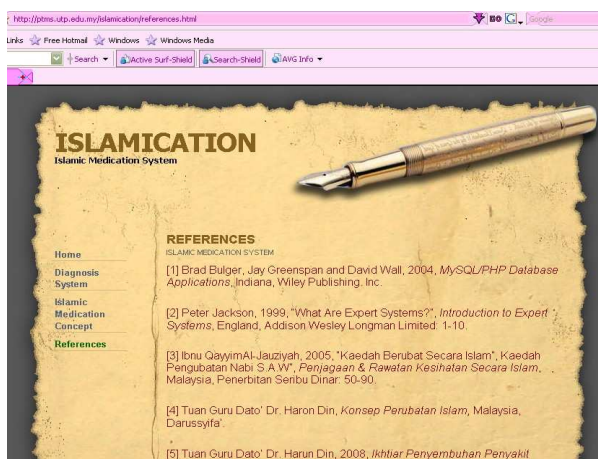 http://ptms.utp.edu.my/islamication/references.html
Google
Links Free Hotmail Windows Windows Media
Search Active Surf-Shield Search-Shield AVG Info
ISLAMICATION
Islamic Medication System
REFERENCES
ISLAMIC MEDICATION SYSTEM
Home
Diagnosis
System
Islamic
Medication
Concept
References
[1] Brad Bulger, Jay Greenspan and David Wall, 2004, MySQL/PHP Database
Applications, Indiana, Wiley Publishing. Inc.
[2] Peter Jackson, 1999, "What Are Expert Systems?", Introduction to Expert
Systems, England, Addison Wesley Longman Limited: 1-10.
[3] Ibnu QayyimAl-Jauziyah, 2005, "Kaedah Berubat Secara Islam", Kaedah
Pengubatan Nabi S.A.W", Penjagaan & Rawatan Kesihatan Secara Islam,
Malaysia, Penerbitan Seribu Dinar: 50-90.
[4] Tuan Guru Dato' Dr. Haron Din, Konsep Perubatan Islam, Malaysia,
Darussyifa'.
[5] Tuan Guru Dato' Dr. Harun Din, 2008, Ikhtiar Penyembuhan Penyakit